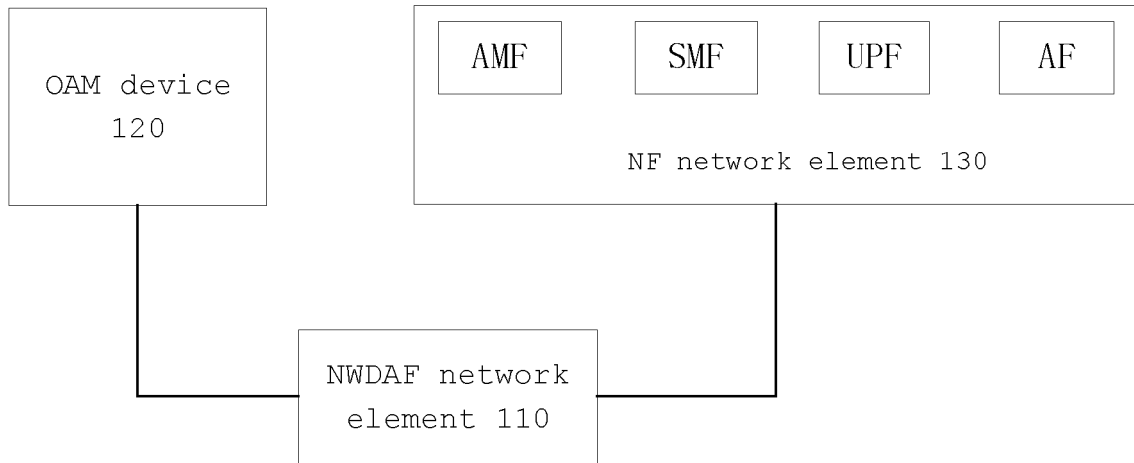 OAM device
120
AMF
SMF
UPF
AF
NF network element 130
NWDAF network
element 110